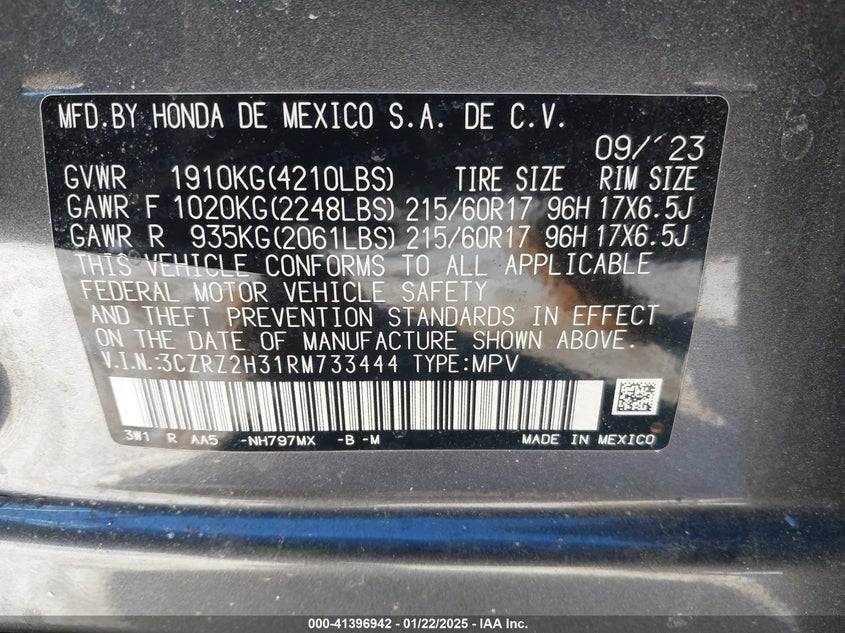 MFD.BY HONDA DE MEXICO S.A. DE C.V.
09/'23
GVWR 1910KG(4210LBS) TIRE SIZE RIM SIZE
GAWR F 1020KG(2248LBS) 215/60R17 96H 17X6.5J
GAWR R 935KG(2061LBS) 215/60R17 96H 17X6.5J
THIS VEHICLE CONFORMS TO ALL APPLICABLE
FEDERAL MOTOR VEHICLE SAFETY
AND THEFT PREVENTION STANDARDS IN EFFECT
ON THE DATE OF MANUFACTURE SHOWN ABOVE.
V.I.N.:3CZRZ2H31RM733444 TYPE:MPV
3W1 R AA5 -NH797MX -B -M MADE IN MEXICO
000-41396942 - 01/22/2025 - IAA Inc.